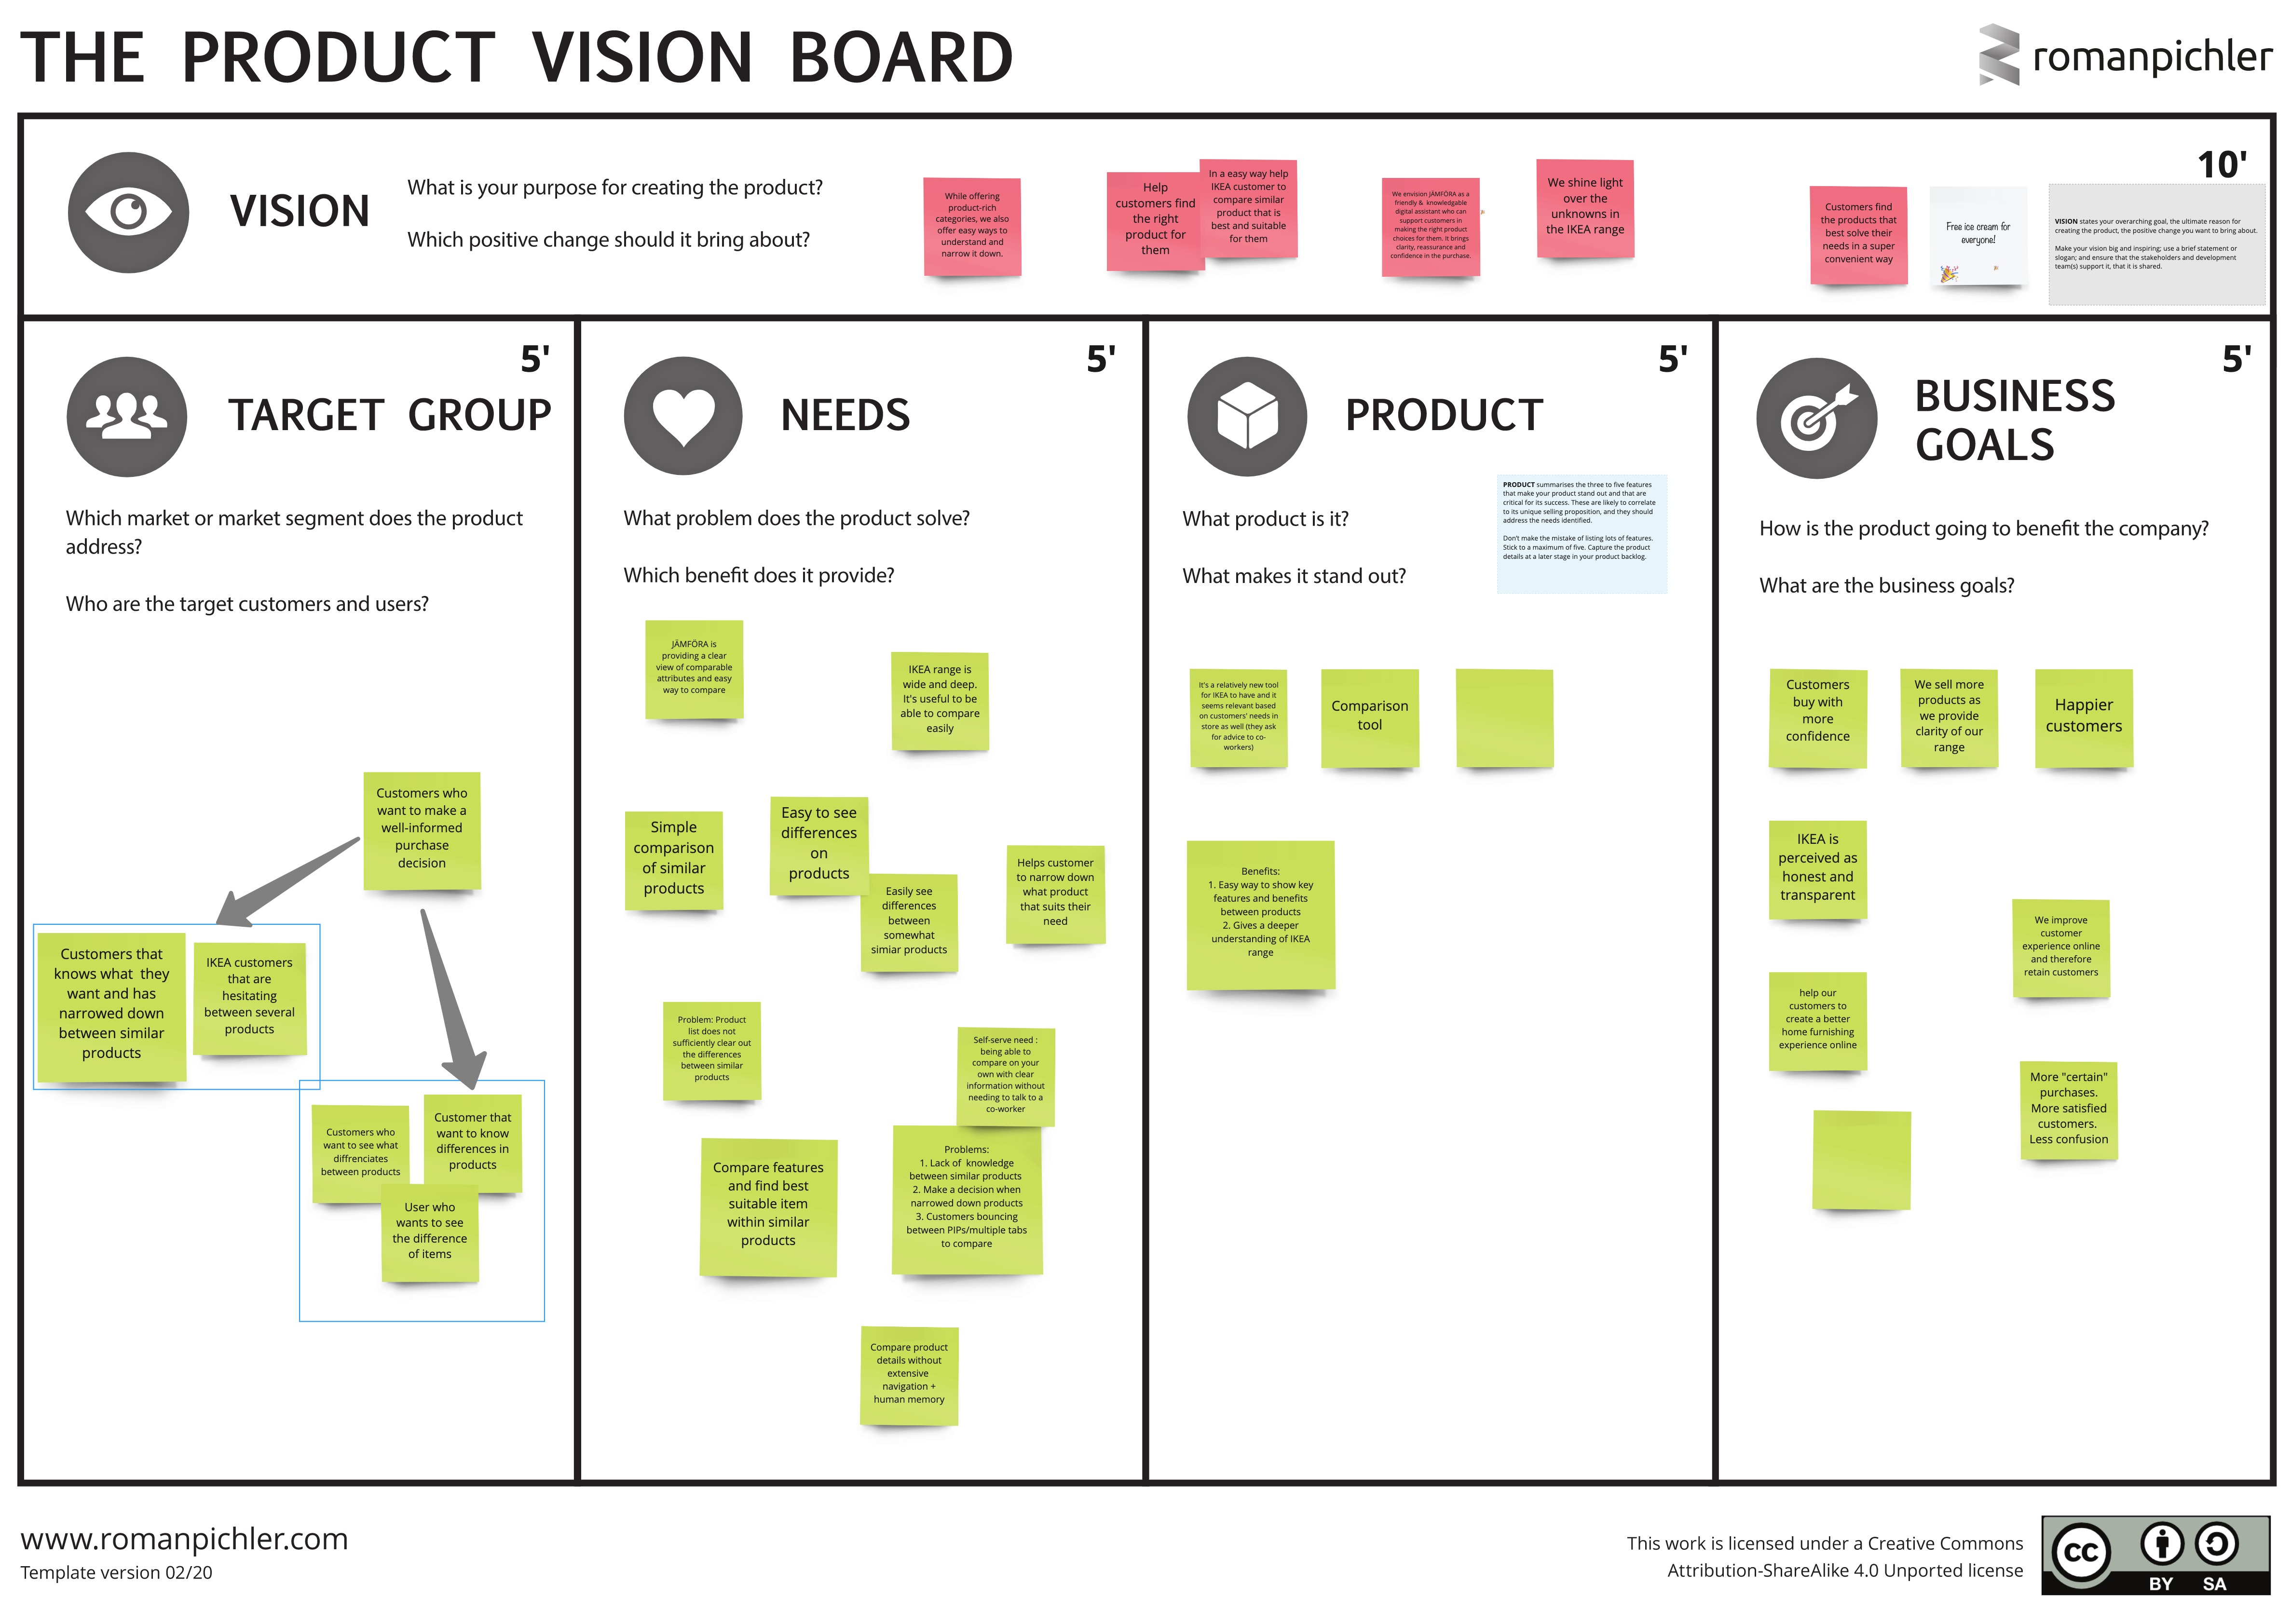 THE PRODUCT VISION BOARD
romanpichler
VISION
What is your purpose for creating the product?
Which positive change should it bring about?
While offering
product-rich
categories, we also
offer easy ways to
understand and
narrow it down.
Help
customers find
the right
product for
them
In a easy way help
IKEA customer to
compare similar
product that is
best and suitable
for them
We envision JÄMFÖRA as a
friendly & knowledgable
digital assistant who can
support customers in
making the right product
choices for them. It brings
clarity, reassurance and
confidence in the purchase.
We shine light
over the
unknowns in
the IKEA range
Customers find
the products that
best solve their
needs in a super
convenient way
Free ice cream for
everyone!
10'
VISION states your overarching goal, the ultimate reason for
creating the product, the positive change you want to bring about.
Make your vision big and inspiring; use a brief statement or
slogan; and ensure that the stakeholders and development
team(s) support it, that it is shared.
5'
TARGET GROUP
Which market or market segment does the product
address?
Who are the target customers and users?
Customers who
want to make a
well-informed
purchase
decision
Customers that
knows what they
want and has
narrowed down
between similar
products
IKEA customers
that are
hesitating
between several
products
Customers who
want to see what
diffrenciates
between products
Customer that
want to know
differences in
products
User who
wants to see
the difference
of items
5'
NEEDS
What problem does the product solve?
Which benefit does it provide?
JÄMFÖRA is
providing a clear
view of comparable
attributes and easy
way to compare
IKEA range is
wide and deep.
It's useful to be
able to compare
easily
Simple
comparison
of similar
products
Easy to see
differences
on
products
Easily see
differences
between
somewhat
simiar products
Helps customer
to narrow down
what product
that suits their
need
Problem: Product
list does not
sufficiently clear out
the differences
between similar
products
Self-serve need :
being able to
compare on your
own with clear
information without
needing to talk to a
co-worker
Compare features
and find best
suitable item
within similar
products
Problems:
1. Lack of knowledge
between similar products
2. Make a decision when
narrowed down products
3. Customers bouncing
between PIPs/multiple tabs
to compare
Compare product
details without
extensive
navigation +
human memory
5'
PRODUCT
What product is it?
What makes it stand out?
PRODUCT summarises the three to five features
that make your product stand out and that are
critical for its success. These are likely to correlate
to its unique selling proposition, and they should
address the needs identified.
Don't make the mistake of listing lots of features.
Stick to a maximum of five. Capture the product
details at a later stage in your product backlog.
It's a relatively new tool
for IKEA to have and it
seems relevant based
on customers' needs in
store as well (they ask
for advice to co-
workers)
Comparison
tool
Benefits:
1. Easy way to show key
features and benefits
between products
2. Gives a deeper
understanding of IKEA
range
5'
BUSINESS
GOALS
How is the product going to benefit the company?
What are the business goals?
Customers
buy with
more
confidence
We sell more
products as
we provide
clarity of our
range
Happier
customers
IKEA is
perceived as
honest and
transparent
We improve
customer
experience online
and therefore
retain customers
help our
customers to
create a better
home furnishing
experience online
More "certain"
purchases.
More satisfied
customers.
Less confusion
www.romanpichler.com
Template version 02/20
This work is licensed under a Creative Commons
Attribution-ShareAlike 4.0 Unported license
cc
BY SA